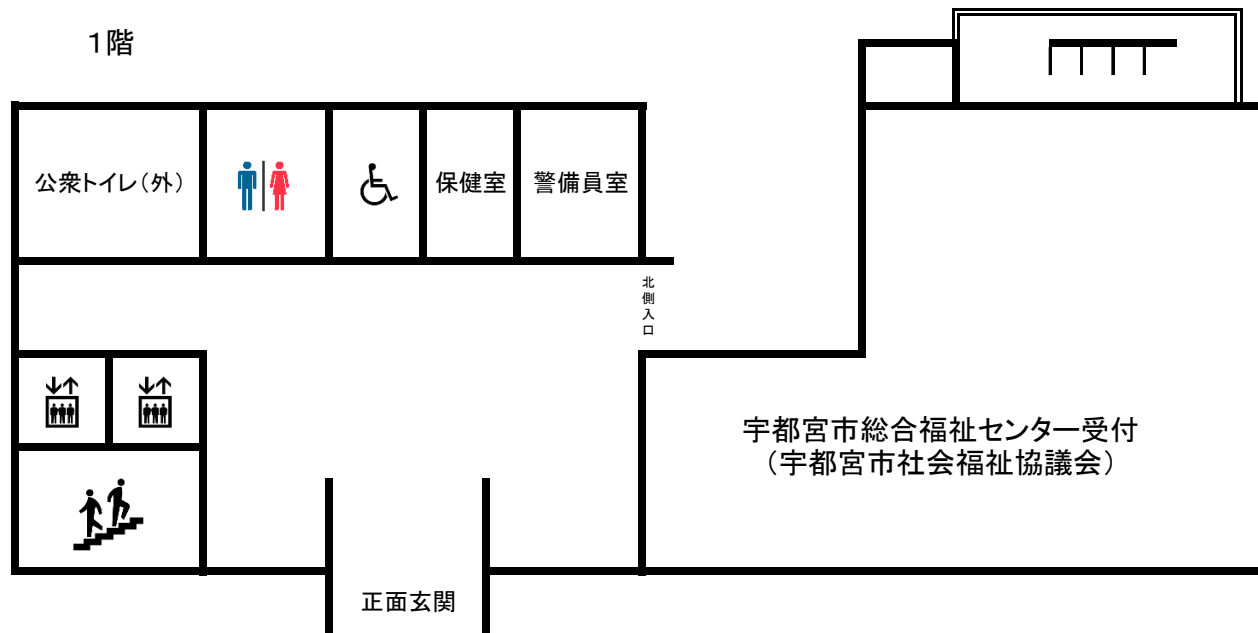 1階
公衆トイレ（外）
保健室
警備員室
北側入口
宇都宮市総合福祉センター受付
（宇都宮市社会福祉協議会）
正面玄関